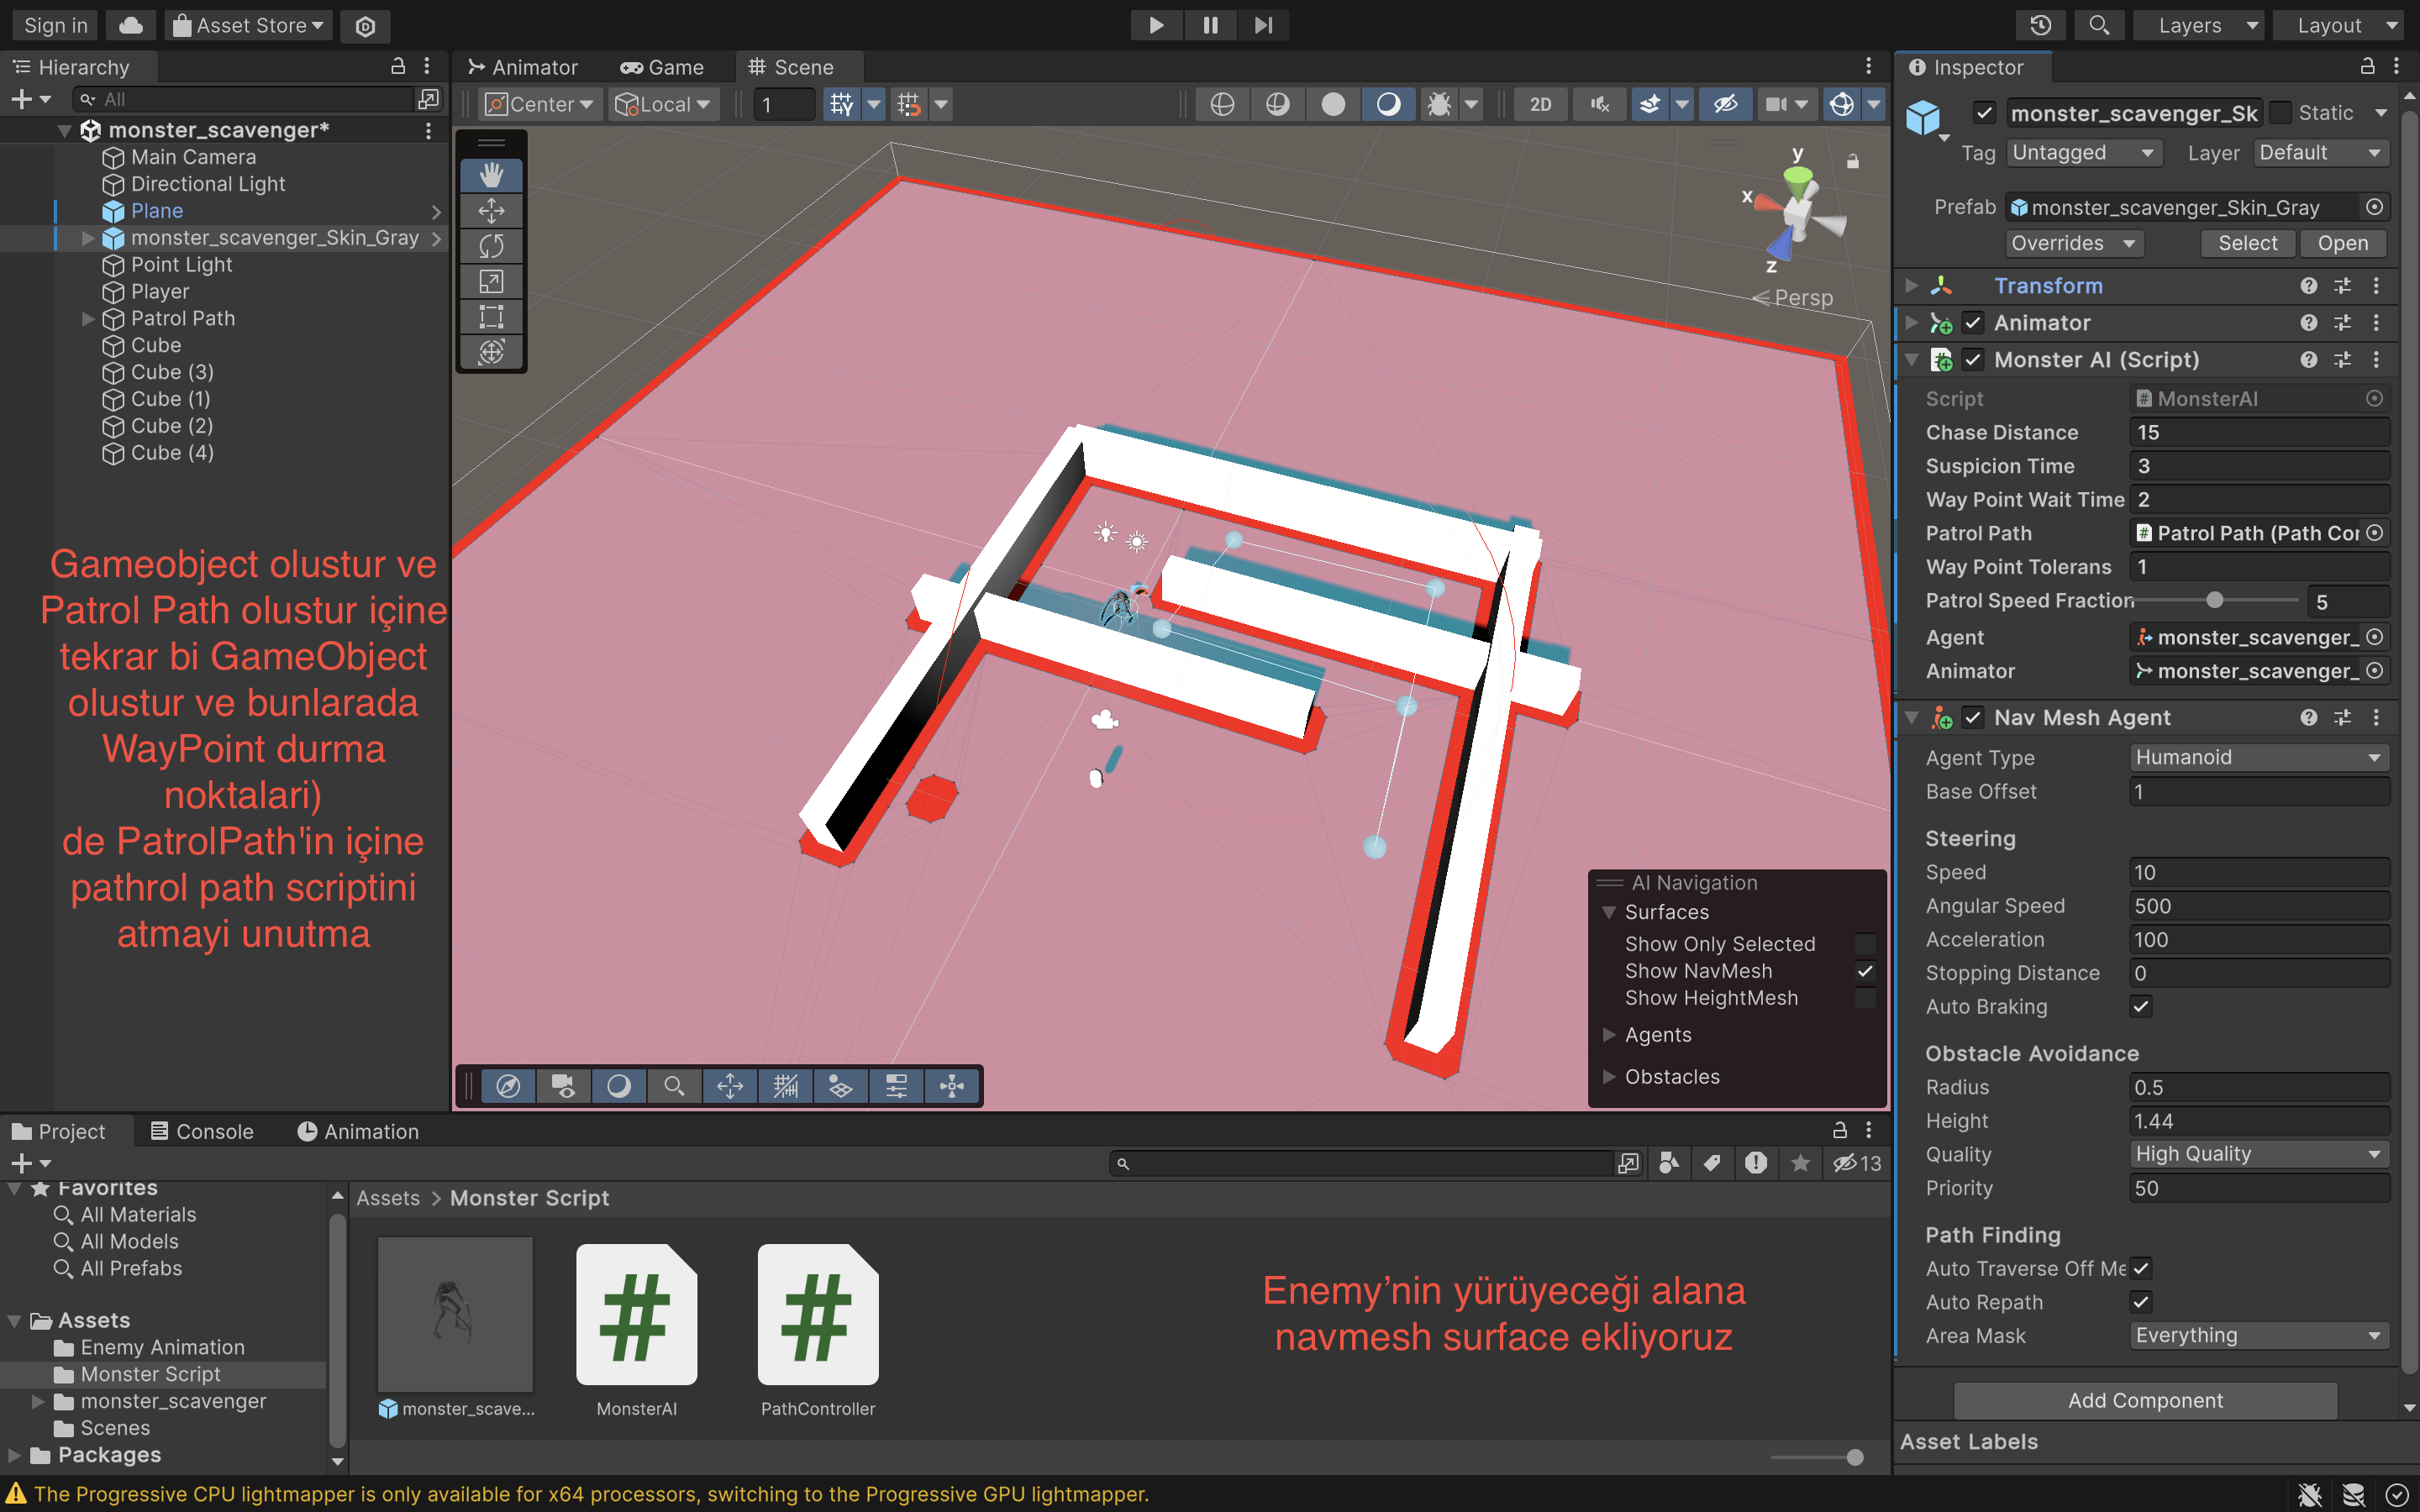 Sign in
Asset Store
Layers
Layout
Hierarchy
All
monster_scavenger*
Main Camera
Directional Light
Plane
monster_scavenger_Skin_Gray
Point Light
Player
Patrol Path
Cube
Cube (3)
Cube (1)
Cube (2)
Cube (4)
Gameobject olustur ve
Patrol Path olustur içine
tekrar bi GameObject
olustur ve bunlarada
WayPoint durma
noktalari)
de PatrolPath'in içine
pathrol path scriptini
atmayi unutma
Animator
Game
Scene
Center
Local
1
2D
y
x
z
Persp
AI Navigation
Surfaces
Show Only Selected
Show NavMesh
Show HeightMesh
Agents
Obstacles
Inspector
monster_scavenger_Sk
Static
Tag
Untagged
Layer
Default
Prefab
monster_scavenger_Skin_Gray
Overrides
Select
Open
Transform
Animator
Monster AI (Script)
Script
MonsterAI
Chase Distance
15
Suspicion Time
3
Way Point Wait Time
2
Patrol Path
Patrol Path (Path Cor
Way Point Tolerans
1
Patrol Speed Fraction
5
Agent
monster_scavenger_
Animator
monster_scavenger_
Nav Mesh Agent
Agent Type
Humanoid
Base Offset
1
Steering
Speed
10
Angular Speed
500
Acceleration
100
Stopping Distance
0
Auto Braking
Obstacle Avoidance
Radius
0.5
Height
1.44
Quality
High Quality
Priority
50
Path Finding
Auto Traverse Off Me
Auto Repath
Area Mask
Everything
Add Component
Asset Labels
Project
Console
Animation
13
Favorites
All Materials
All Models
All Prefabs
Assets
Enemy Animation
Monster Script
monster_scavenger
Scenes
Packages
Assets > Monster Script
monster_scave...
MonsterAI
PathController
Enemy’nin yürüyeceği alana
navmesh surface ekliyoruz
The Progressive CPU lightmapper is only available for x64 processors, switching to the Progressive GPU lightmapper.